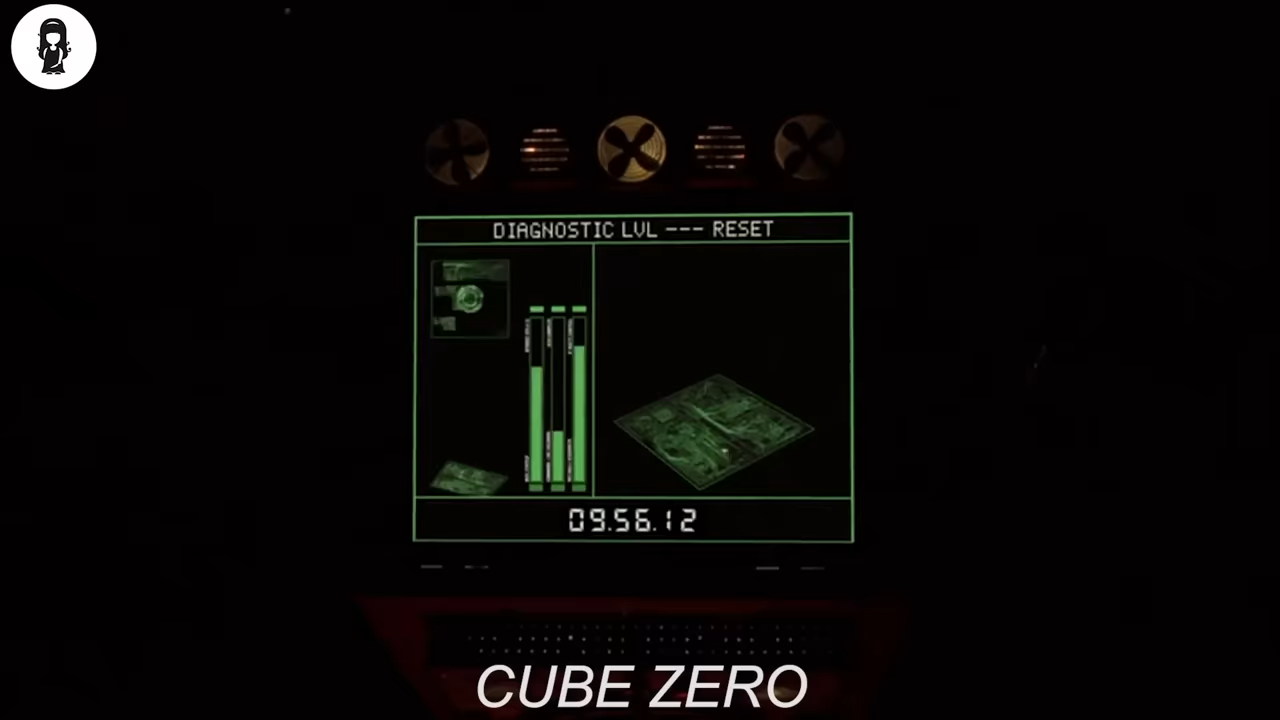 DIAGNOSTIC LVL --- RESET
09.56.12
CUBE ZERO